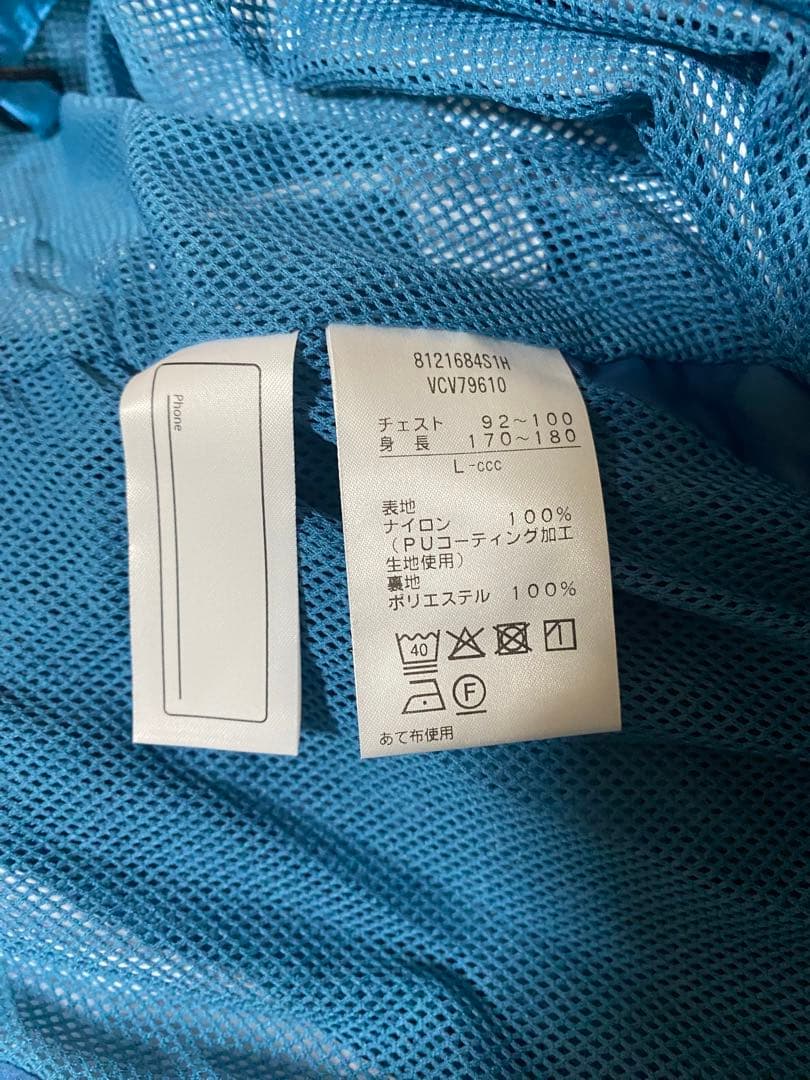 Phone
8121684S1H
VCV79610
チェスト 92～100
身長 170～180
L-ccc
表地
ナイロン 100%
(PUコーティング加工
生地使用)
裏地
ポリエステル 100%
40
F
あて布使用